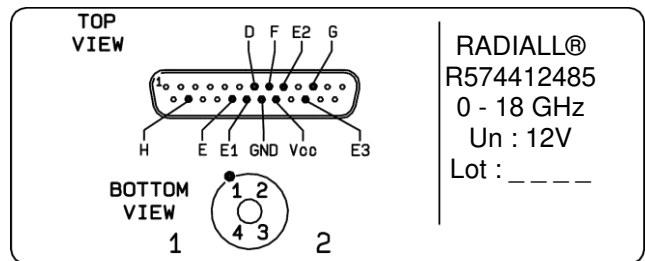 TOP
VIEW
D F E2 G
1
H E E1 GND Vcc E3
BOTTOM
VIEW
1 2
4 3
1 2
RADIALL®
R574412485
0 - 18 GHz
Un : 12V
Lot : _ _ _ _